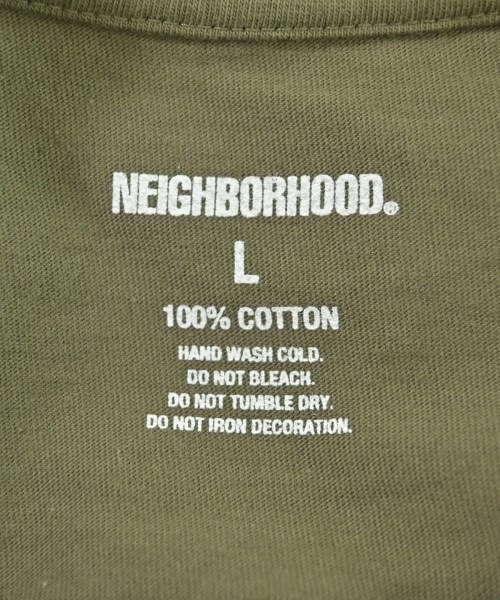 NEIGHBORHOOD®
L
100% COTTON
HAND WASH COLD.
DO NOT BLEACH.
DO NOT TUMBLE DRY.
DO NOT IRON DECORATION.